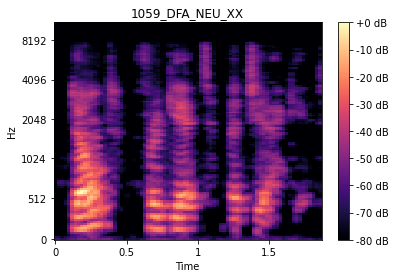 1059_DFA_NEU_XX
+0 dB
8192
-10 dB
4096
-20 dB
-30 dB
2048
Hz
-40 dB
1024
-50 dB
512
-60 dB
-70 dB
0
-80 dB
0 0.5 1 1.5
Time